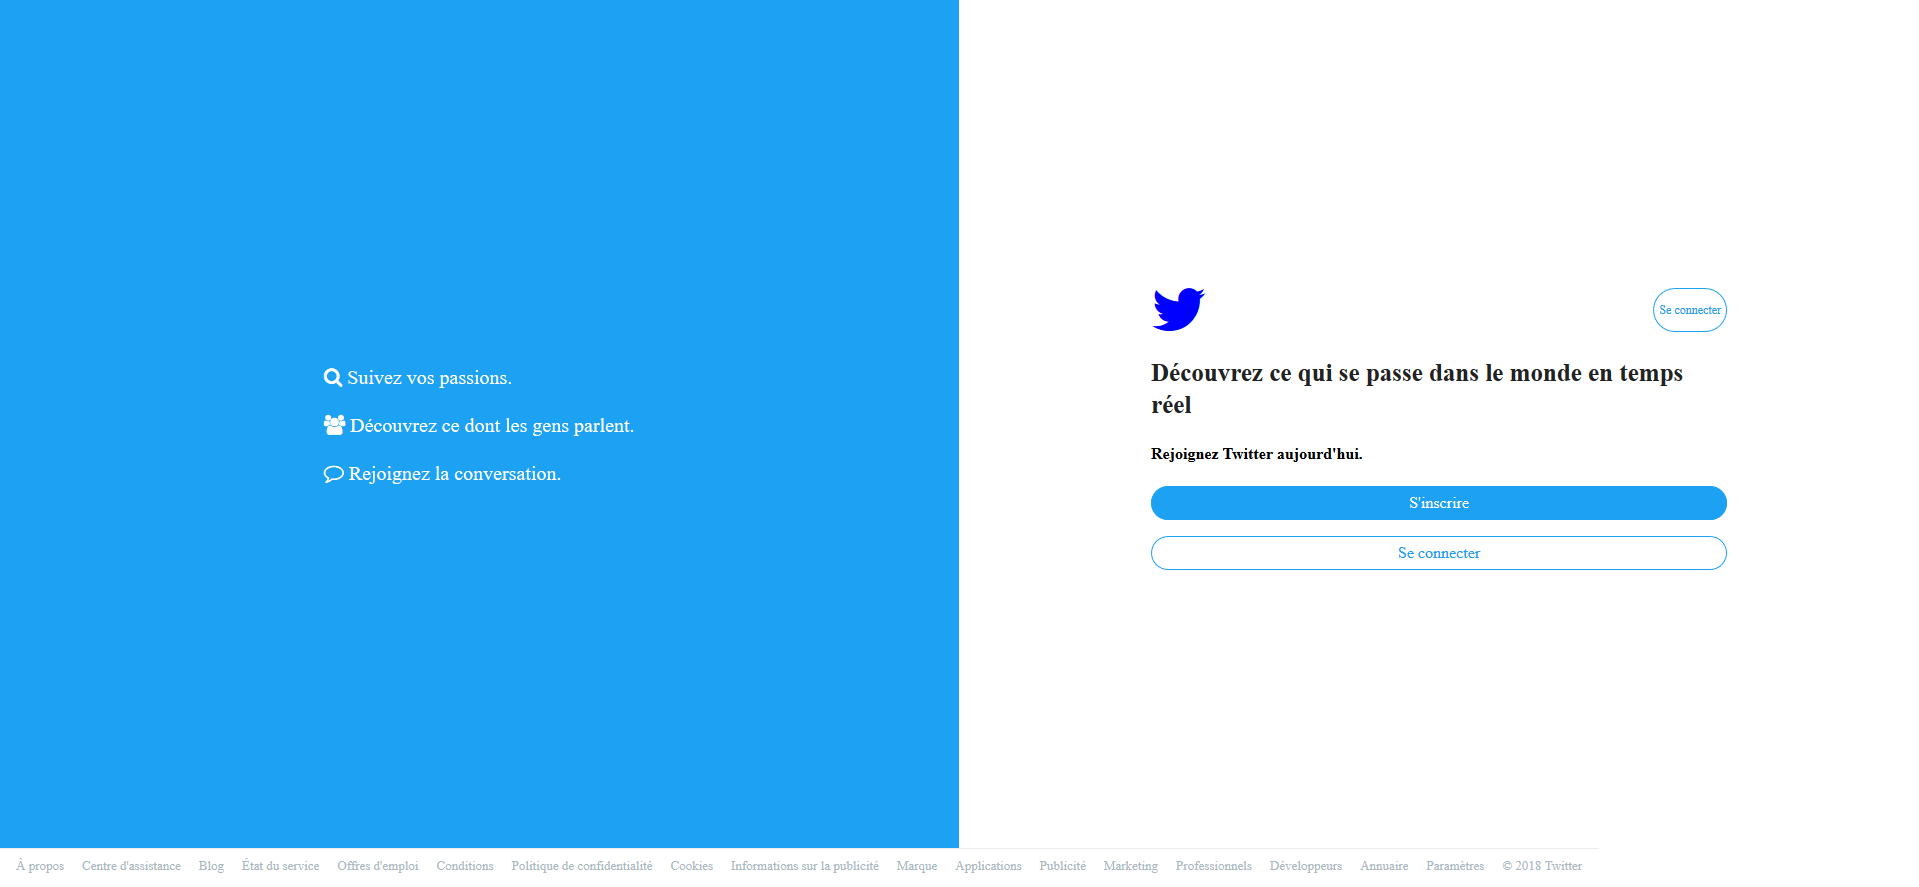 Suivez vos passions.
Découvrez ce dont les gens parlent.
Rejoignez la conversation.
Se connecter
Découvrez ce qui se passe dans le monde en temps
réel
Rejoignez Twitter aujourd'hui.
S'inscrire
Se connecter
À propos Centre d'assistance Blog État du service Offres d'emploi Conditions Politique de confidentialité Cookies Informations sur la publicité Marque Applications Publicité Marketing Professionnels Développeurs Annuaire Paramètres © 2018 Twitter